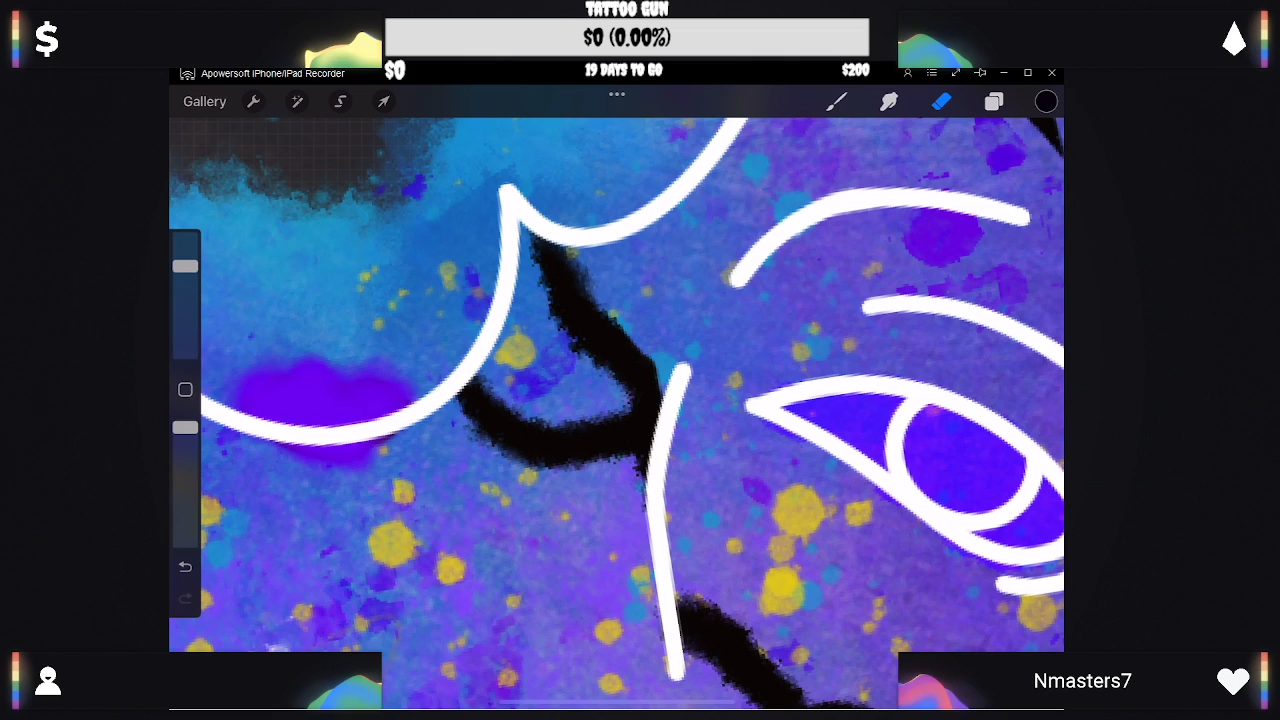 TATTOO GUN
$0 (0.00%)
$0 19 DAYS TO GO $200
Apowersoft iPhone/iPad Recorder
Gallery
Nmasters7